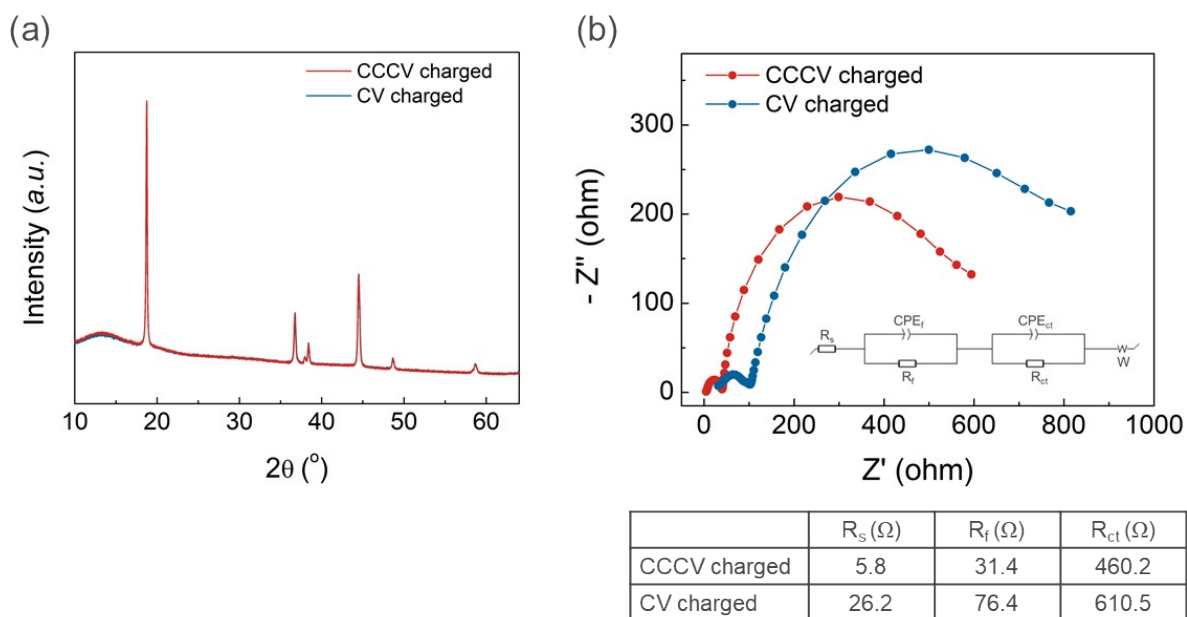 (a)
CCCV charged
CV charged
Intensity (a.u.)
10 20 30 40 50 60
2θ (°)
(b)
CCCV charged
CV charged
300
200
100
0
- Z" (ohm)
Rs
CPEf
Rf
CPEct
Rct
W
W
0 200 400 600 800 1000
Z' (ohm)
Rs (Ω) Rf (Ω) Rct (Ω)
CCCV charged 5.8 31.4 460.2
CV charged 26.2 76.4 610.5